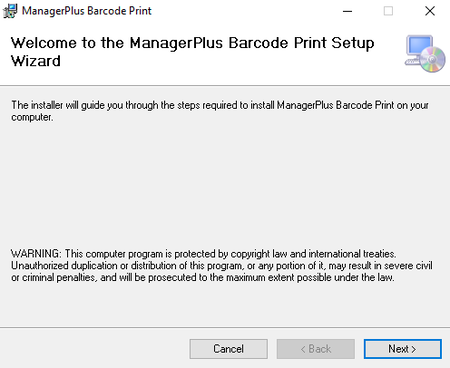 ManagerPlus Barcode Print
Welcome to the ManagerPlus Barcode Print Setup
Wizard
The installer will guide you through the steps required to install ManagerPlus Barcode Print on your
computer.
WARNING: This computer program is protected by copyright law and international treaties.
Unauthorized duplication or distribution of this program, or any portion of it, may result in severe civil
or criminal penalties, and will be prosecuted to the maximum extent possible under the law.
Cancel < Back Next >